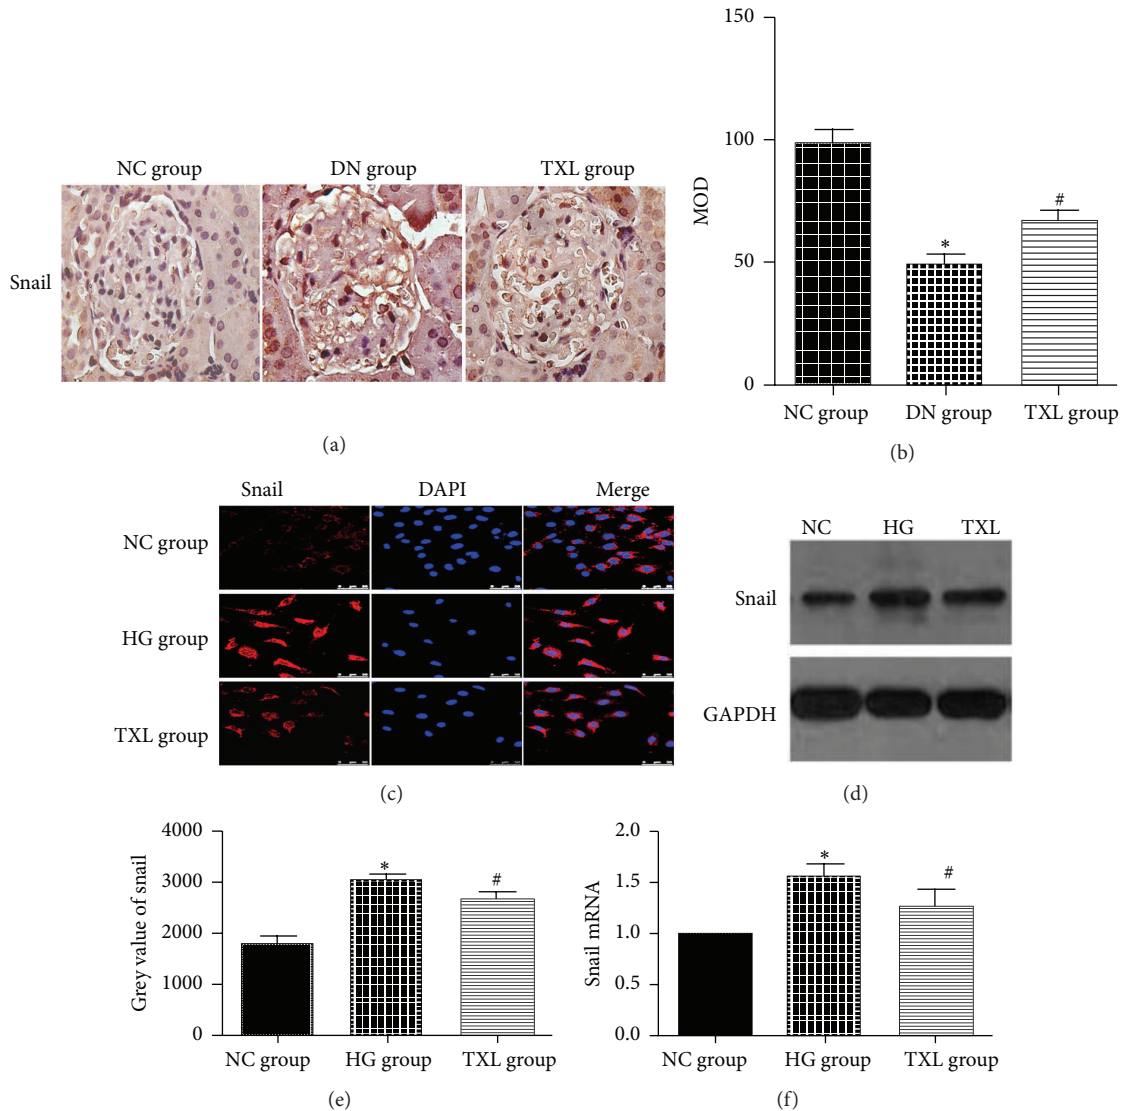 NC group DN group TXL group
Snail
(a)
150
100
50
0
MOD
*
#
NC group DN group TXL group
(b)
Snail DAPI Merge
NC group
HG group
TXL group
(c)
NC HG TXL
Snail
GAPDH
(d)
4000
3000
2000
1000
0
Grey value of snail
*
#
NC group HG group TXL group
(e)
2.0
1.5
1.0
0.5
0.0
Snail mRNA
*
#
NC group HG group TXL group
(f)